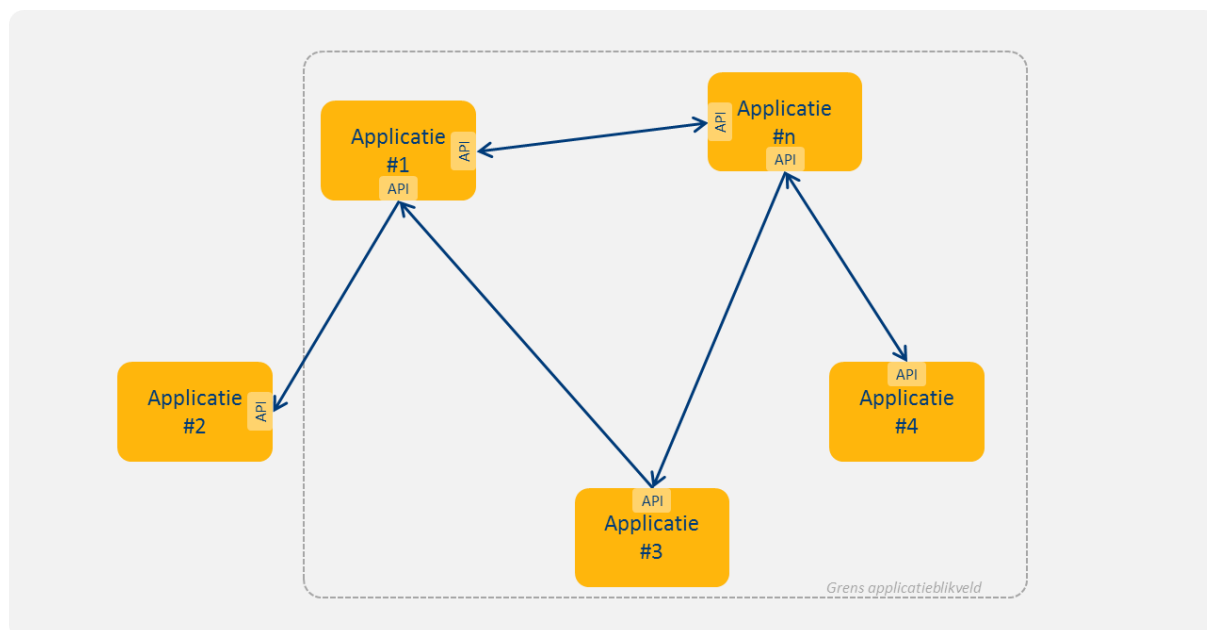 Applicatie
#1
API
API
Applicatie
#n
API
API
Applicatie
#2
API
API
Applicatie
#3
API
Applicatie
#4
Grens applicatieblikveld